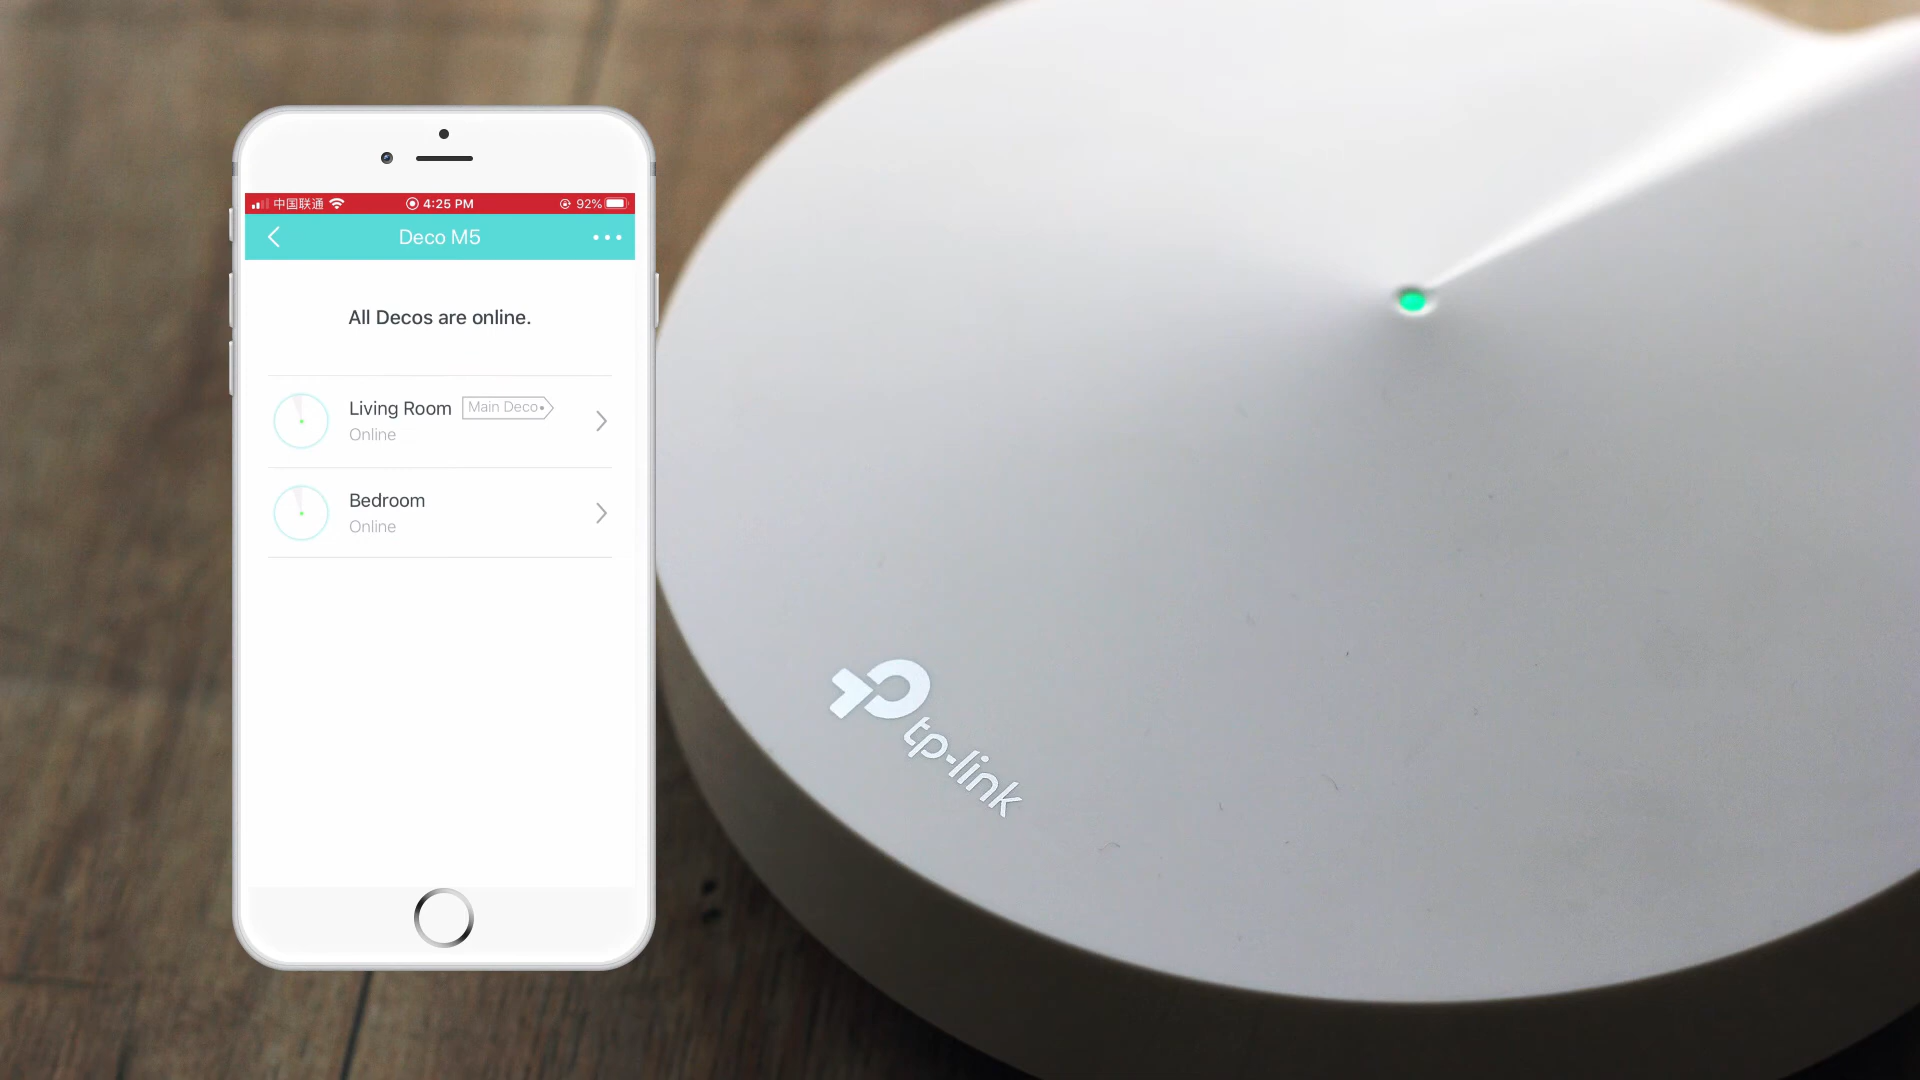 中国联通 4:25 PM 92%
Deco M5
All Decos are online.
Living Room Main Deco
Online
Bedroom
Online
tp-link